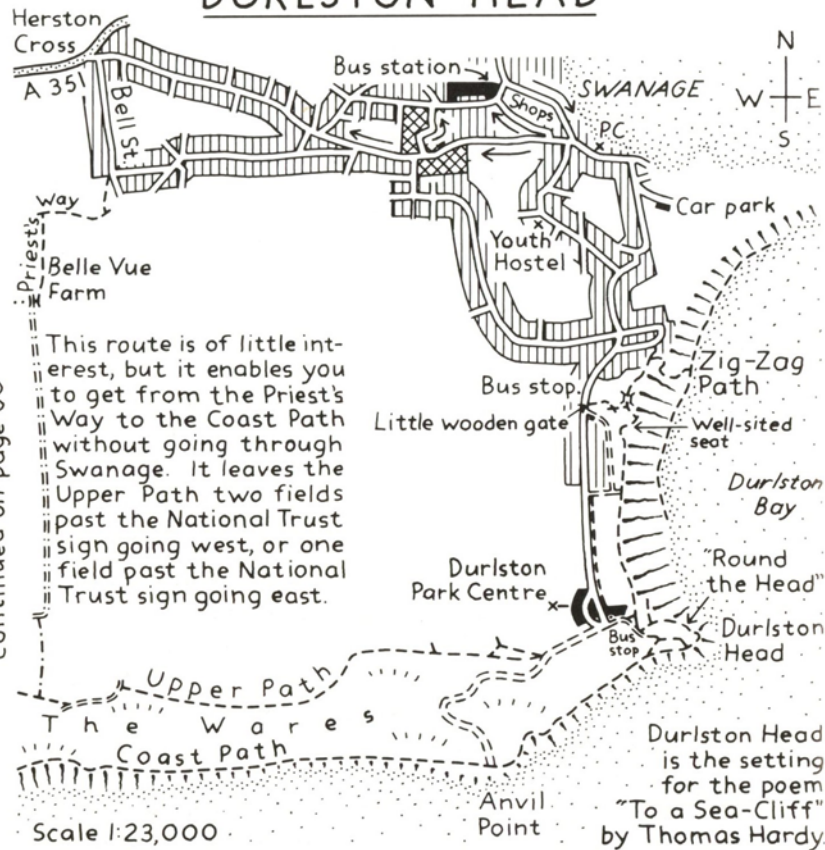 DURLSTON HEAD
Herston
Cross
A 351
Bell St.
Bus station
Shops
SWANAGE
N
W E
S
PC
Car park
Youth
Hostel
Priest's Way
Belle Vue
Farm
This route is of little int-
erest, but it enables you
to get from the Priest's
Way to the Coast Path
without going through
Swanage. It leaves the
Upper Path two fields
past the National Trust
sign going west, or one
field past the National
Trust sign going east.
Bus stop
Little wooden gate
Zig-Zag
Path
Well-sited
seat
Durlston
Bay
Durlston
Park Centre
"Round
the Head"
Bus
stop
Durlston
Head
Upper Path
The Wares
Coast Path
Anvil
Point
Durlston Head
is the setting
for the poem
"To a Sea-Cliff"
by Thomas Hardy.
Scale 1:23,000